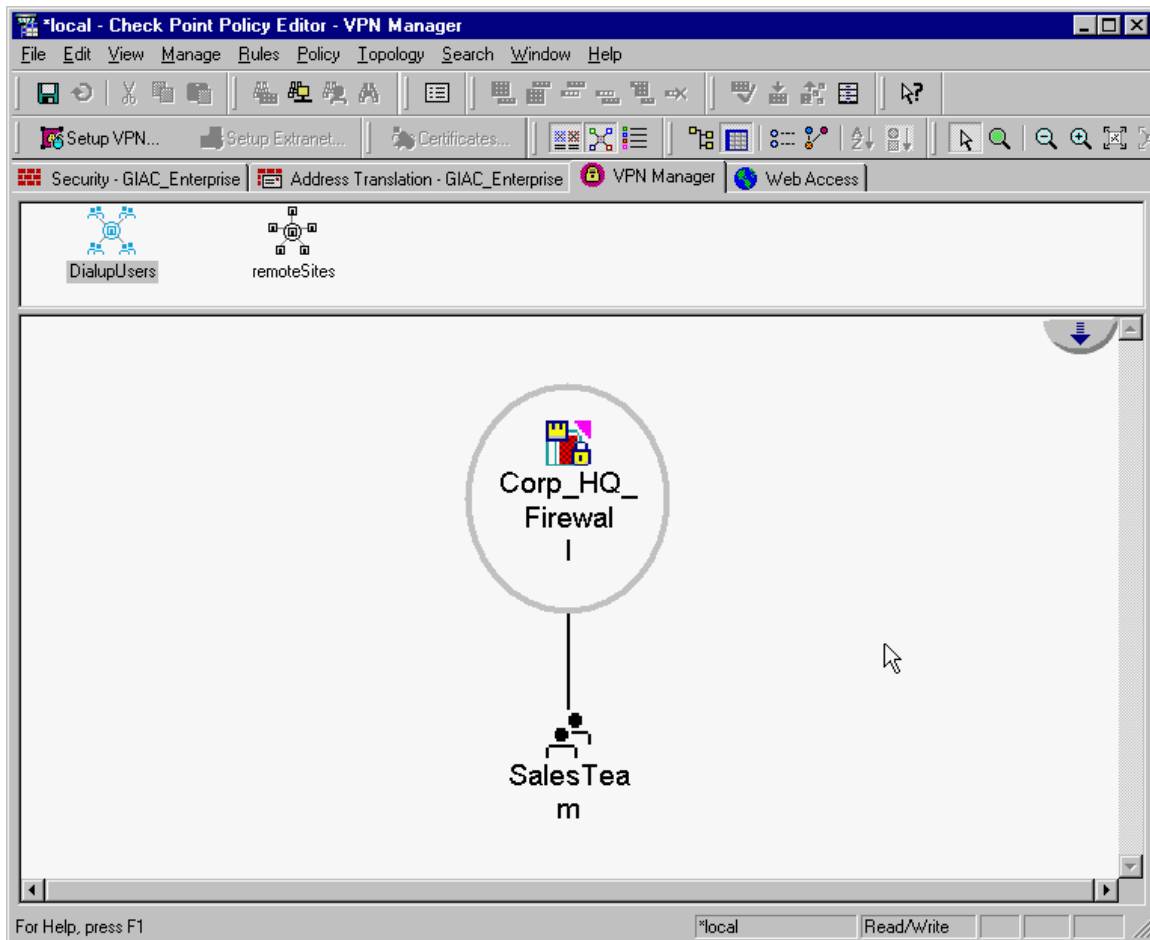 *local - Check Point Policy Editor - VPN Manager
File Edit View Manage Rules Policy Topology Search Window Help
Setup VPN... Setup Extranet... Certificates...
Security - GIAC_Enterprise Address Translation - GIAC_Enterprise VPN Manager Web Access
DialupUsers remoteSites
Corp_HQ_
Firewal
l
SalesTea
m
For Help, press F1 *local Read/Write